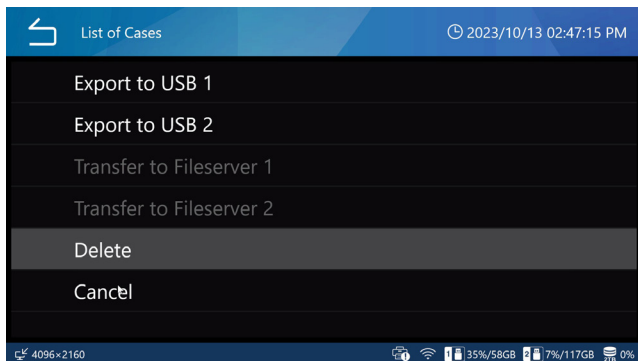 List of Cases
2023/10/13 02:47:15 PM
Export to USB 1
Export to USB 2
Transfer to Fileserver 1
Transfer to Fileserver 2
Delete
Cancel
4096×2160
1 35%/58GB 2 7%/117GB 2TB 0%